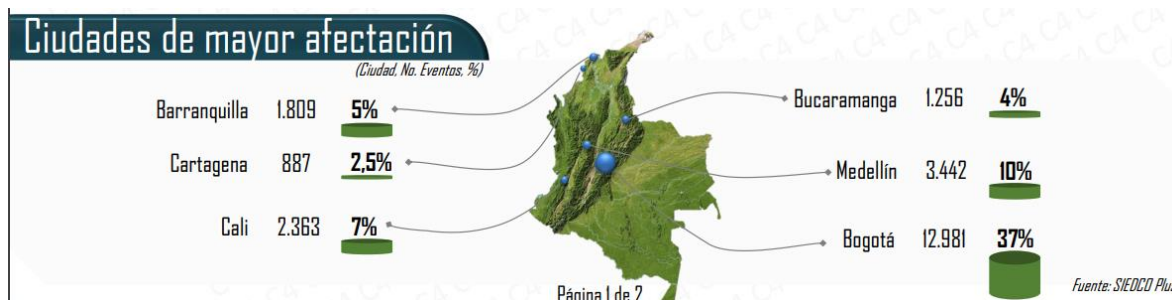 Ciudades de mayor afectación
(Ciudad, No. Eventos, %)
Barranquilla 1.809 5%
Cartagena 887 2,5%
Cali 2.363 7%
Bucaramanga 1.256 4%
Medellín 3.442 10%
Bogotá 12.981 37%
Página 1 de 2
Fuente: SIEDCO Plu